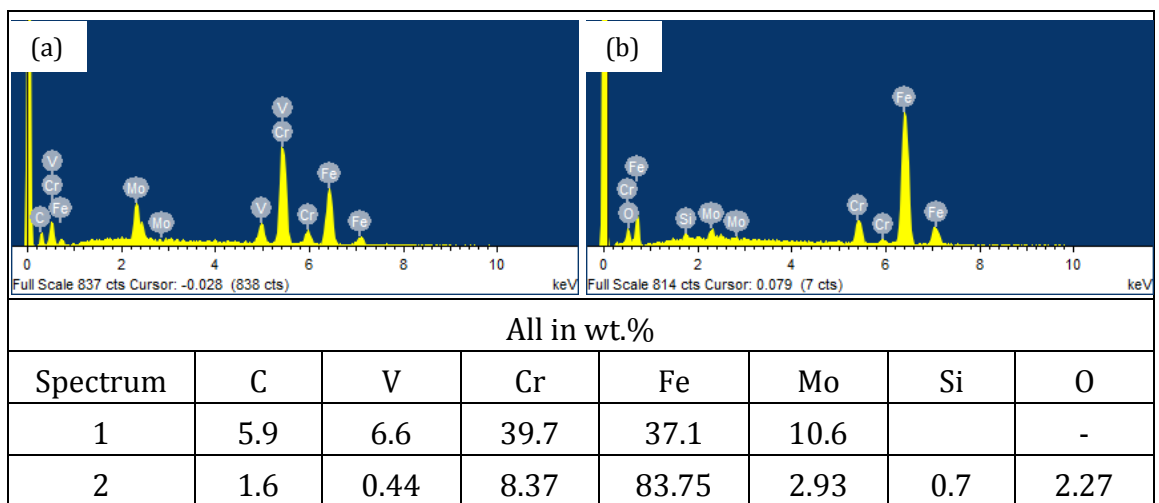 (a)
(b)
V
Cr
V
Cr
C
Fe
Mo
Mo
V
Cr
Fe
Fe
0 2 4 6 8 10
Full Scale 837 cts Cursor: -0.028 (838 cts) keV
Fe
Fe
Cr
O
Si
Mo
Mo
Cr
Cr
Fe
0 2 4 6 8 10
Full Scale 814 cts Cursor: 0.079 (7 cts) keV
All in wt.%
Spectrum C V Cr Fe Mo Si O
1 5.9 6.6 39.7 37.1 10.6 -
2 1.6 0.44 8.37 83.75 2.93 0.7 2.27